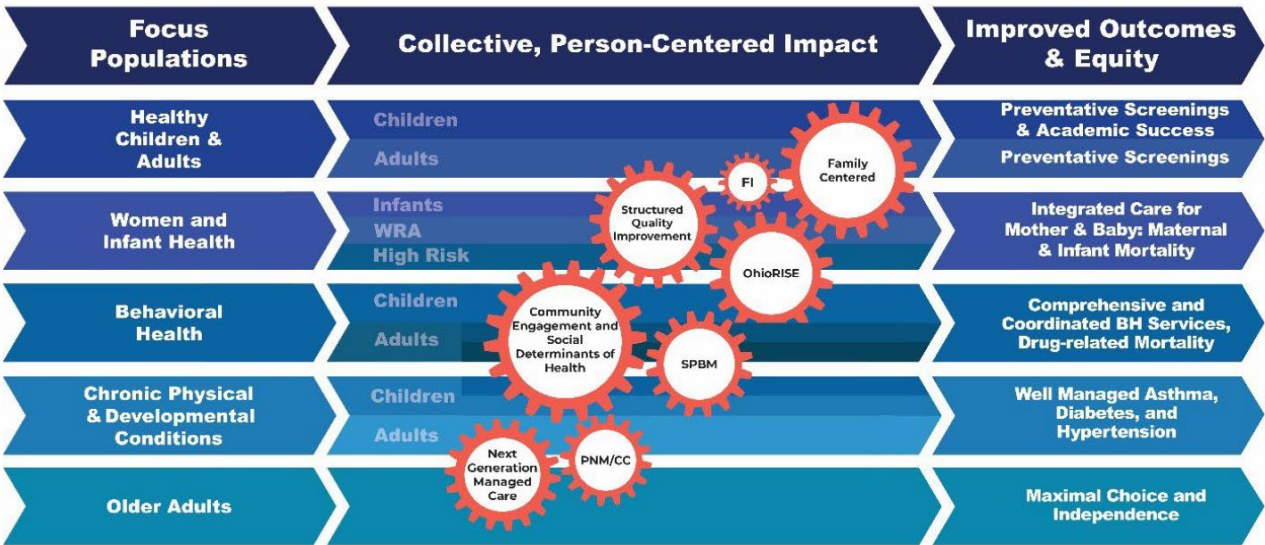 Focus
Populations
Collective, Person-Centered Impact
Improved Outcomes
& Equity
Healthy
Children &
Adults
Children
Adults
Preventative Screenings
& Academic Success
Preventative Screenings
Family
Centered
FI
Women and
Infant Health
Infants
WRA
High Risk
Structured
Quality
Improvement
OhioRISE
Integrated Care for
Mother & Baby: Maternal
& Infant Mortality
Behavioral
Health
Children
Adults
Community
Engagement and
Social
Determinants of
Health
SPBM
Comprehensive and
Coordinated BH Services,
Drug-related Mortality
Chronic Physical
& Developmental
Conditions
Children
Adults
Well Managed Asthma,
Diabetes, and
Hypertension
Next
Generation
Managed
Care
PNM/CC
Older Adults
Maximal Choice and
Independence